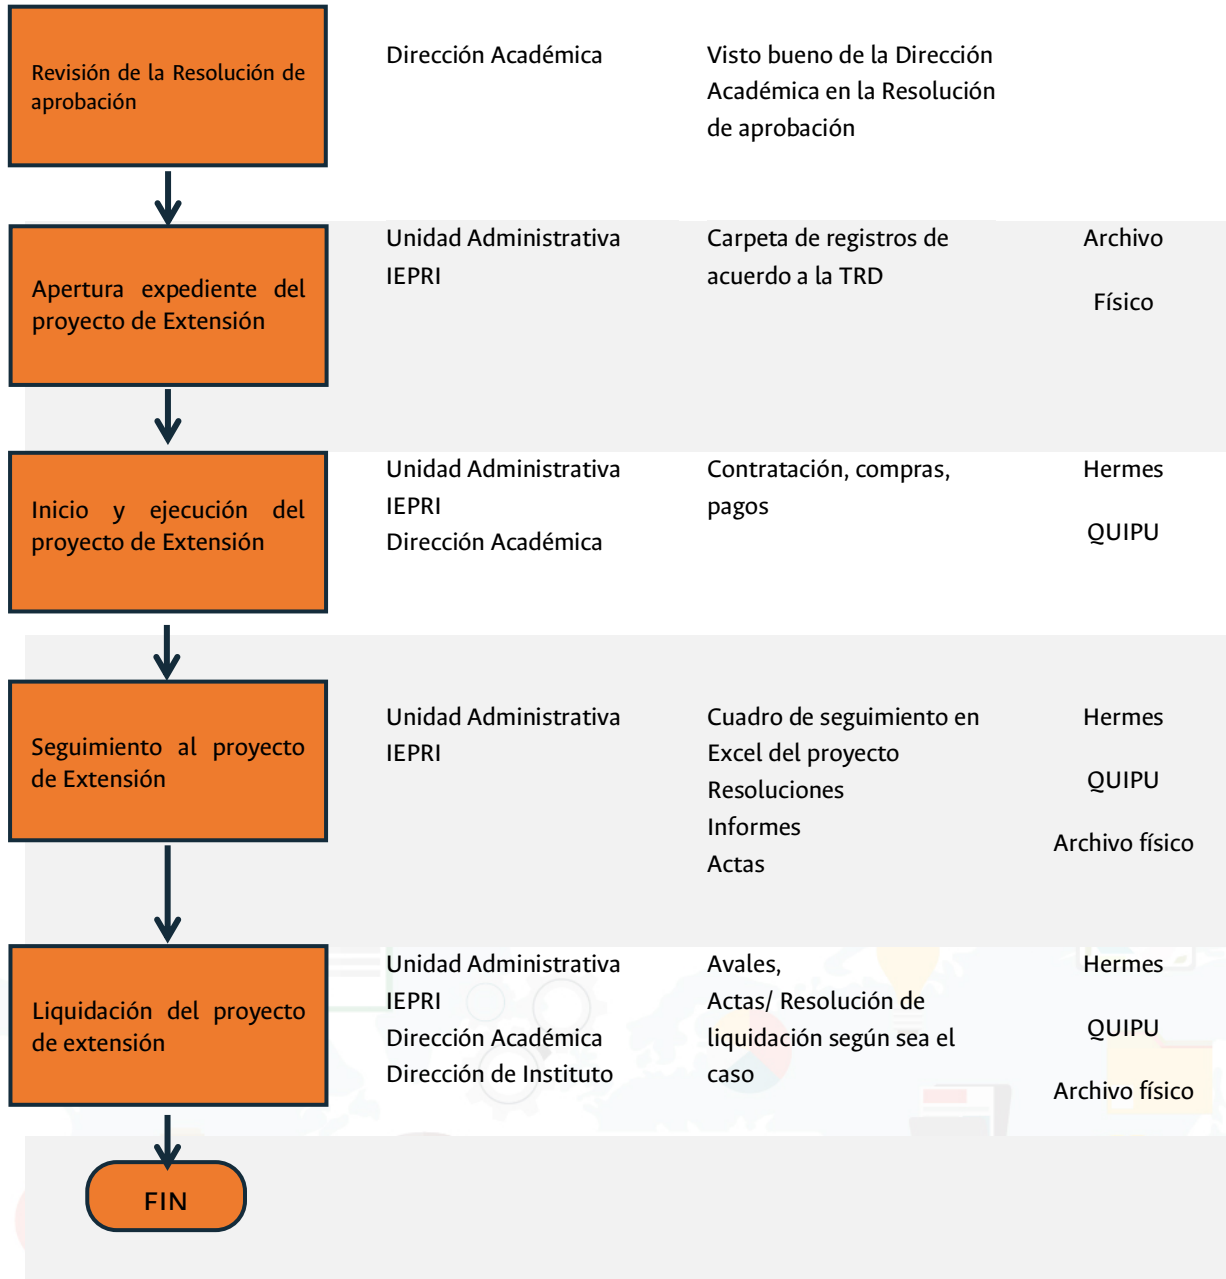 Revisión de la Resolución de
aprobación
Dirección Académica
Visto bueno de la Dirección
Académica en la Resolución
de aprobación
Apertura expediente del
proyecto de Extensión
Unidad Administrativa
IEPRI
Carpeta de registros de
acuerdo a la TRD
Archivo
Físico
Inicio y ejecución del
proyecto de Extensión
Unidad Administrativa
IEPRI
Dirección Académica
Contratación, compras,
pagos
Hermes
QUIPU
Seguimiento al proyecto
de Extensión
Unidad Administrativa
IEPRI
Cuadro de seguimiento en
Excel del proyecto
Resoluciones
Informes
Actas
Hermes
QUIPU
Archivo físico
Liquidación del proyecto
de extensión
Unidad Administrativa
IEPRI
Dirección Académica
Dirección de Instituto
Avales,
Actas/ Resolución de
liquidación según sea el
caso
Hermes
QUIPU
Archivo físico
FIN